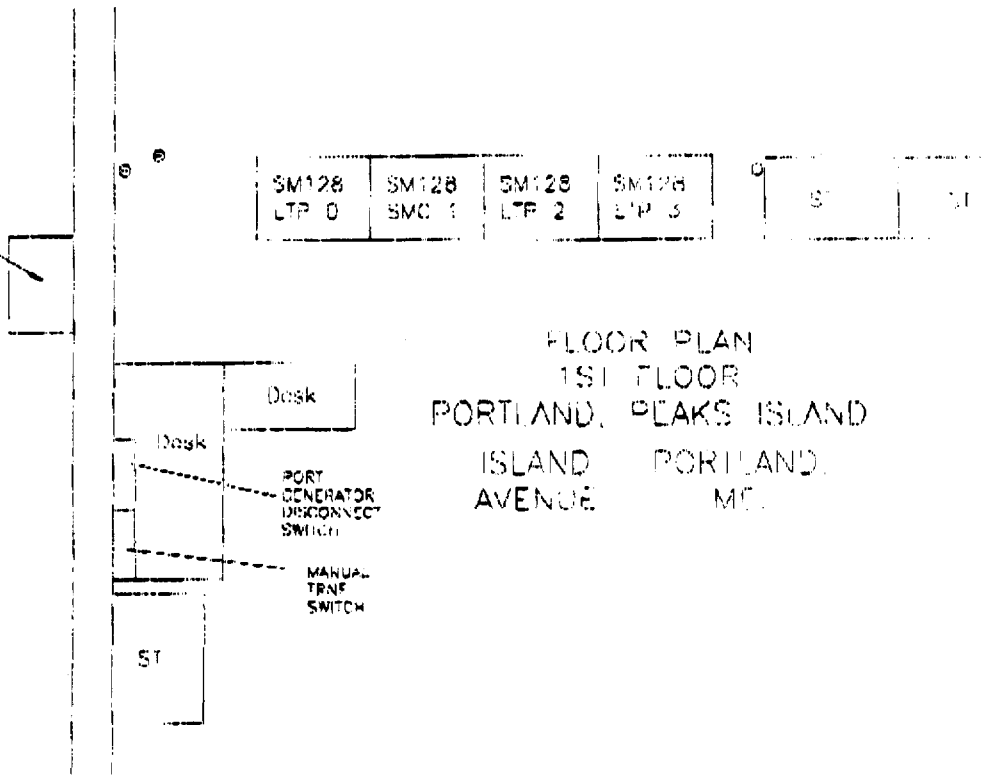 SM128
LTP 0
SM128
SMC 1
SM128
LTP 2
SM128
LTP 3
ST
ST
FLOOR PLAN
1ST FLOOR
PORTLAND, PEAKS ISLAND
ISLAND PORTLAND,
AVENUE
Desk
Desk
PORT
GENERATOR
DISCONNECT
SWITCH
MANUAL
TRNF
SWITCH
ST